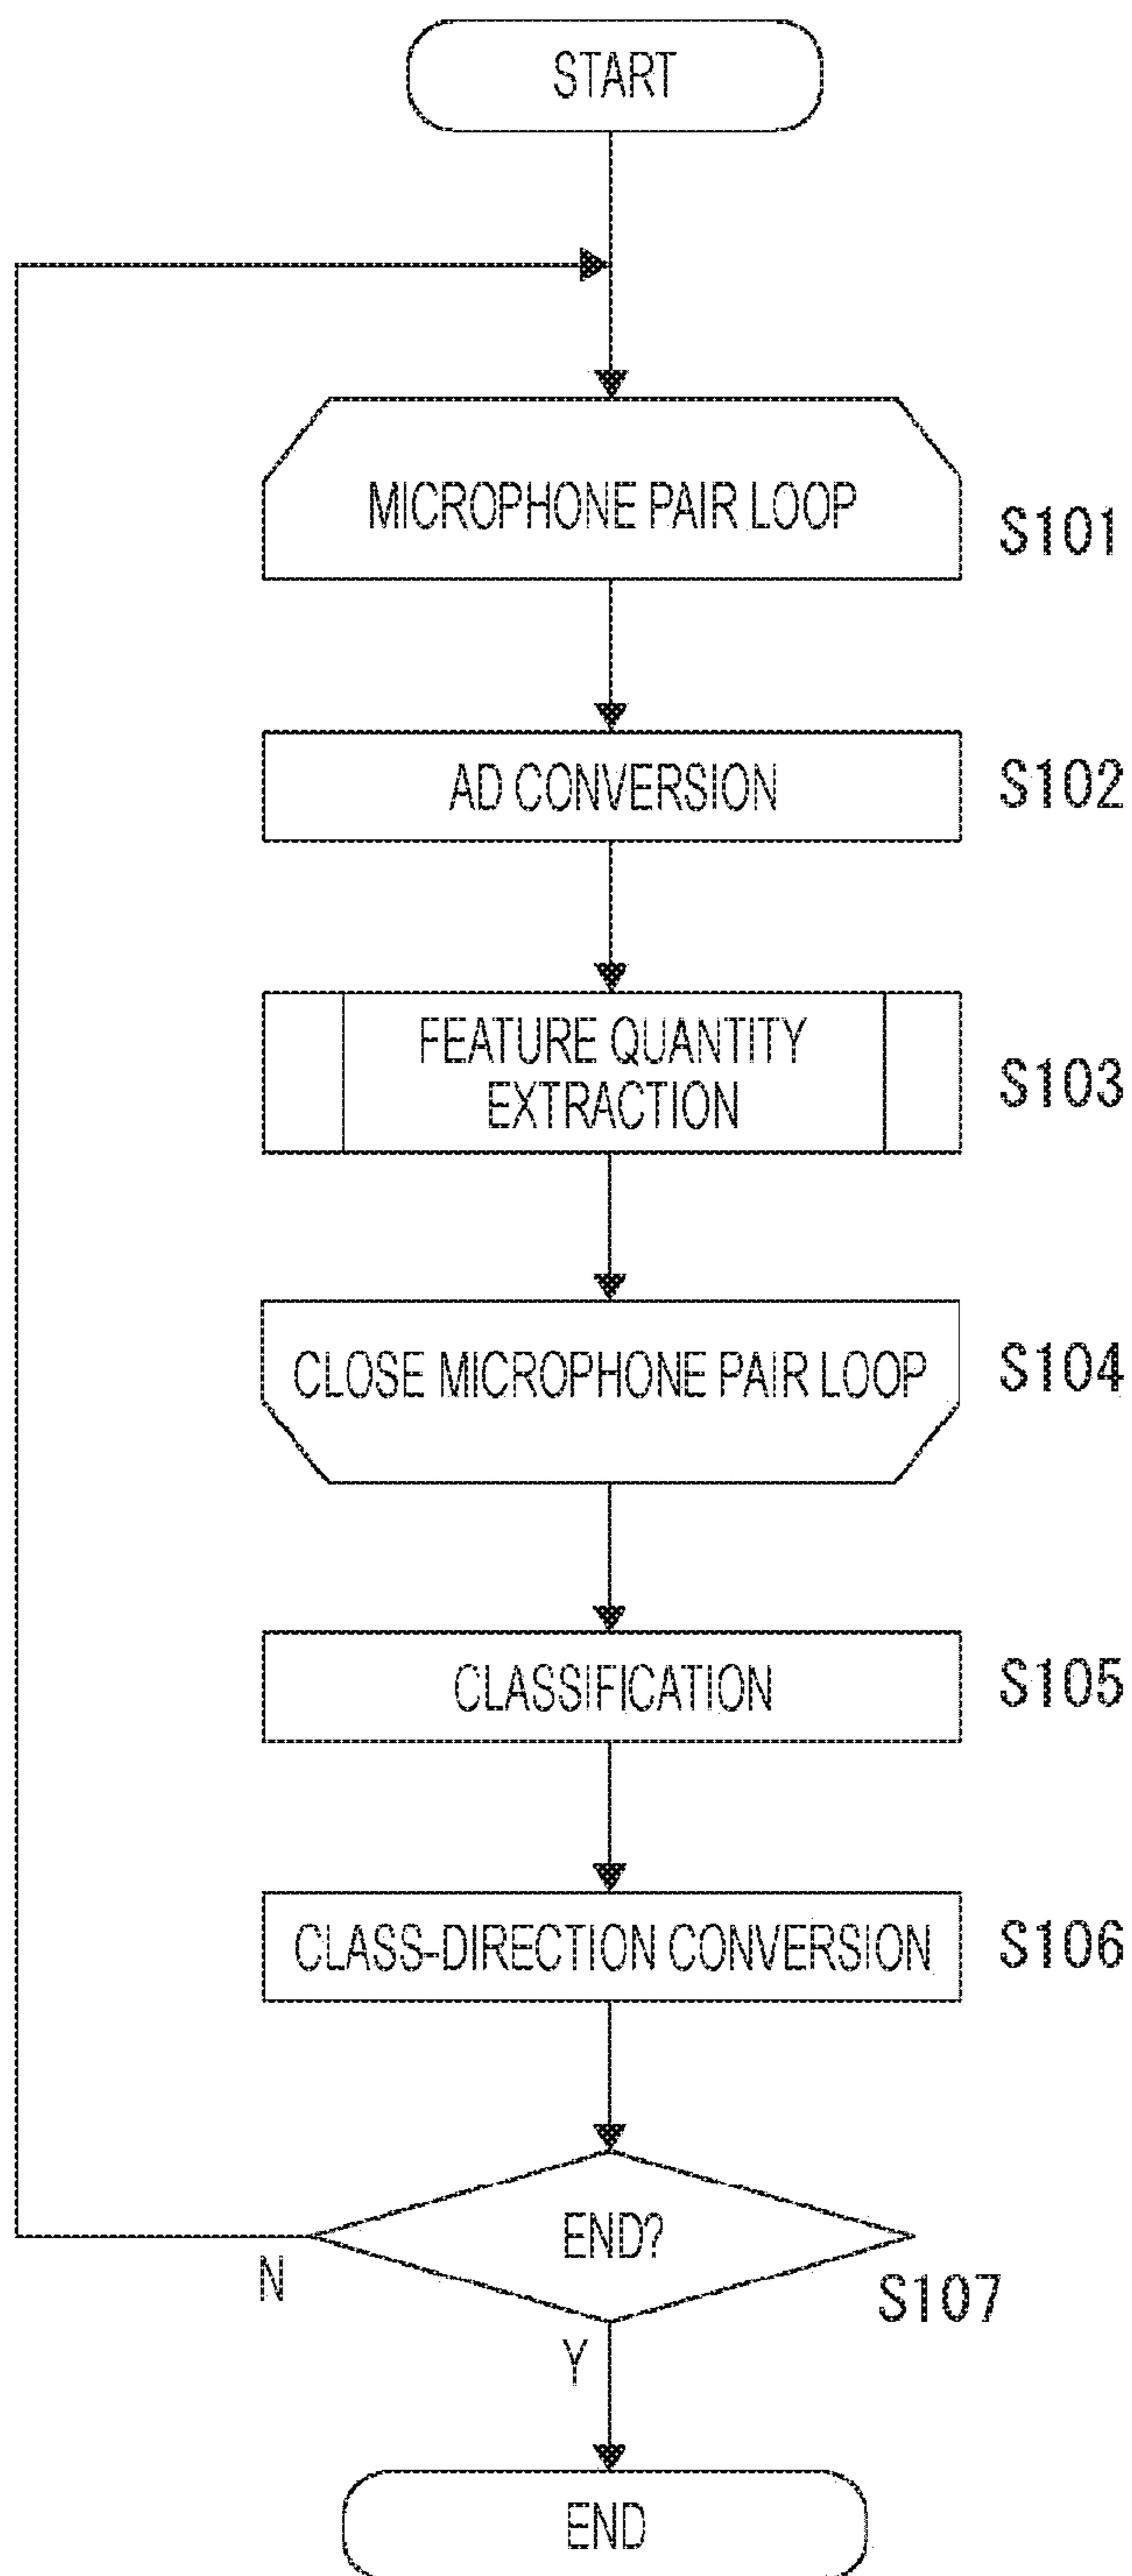 START
MICROPHONE PAIR LOOP
S101
AD CONVERSION
S102
FEATURE QUANTITY
EXTRACTION
S103
CLOSE MICROPHONE PAIR LOOP
S104
CLASSIFICATION
S105
CLASS-DIRECTION CONVERSION
S106
END?
S107
N
Y
END